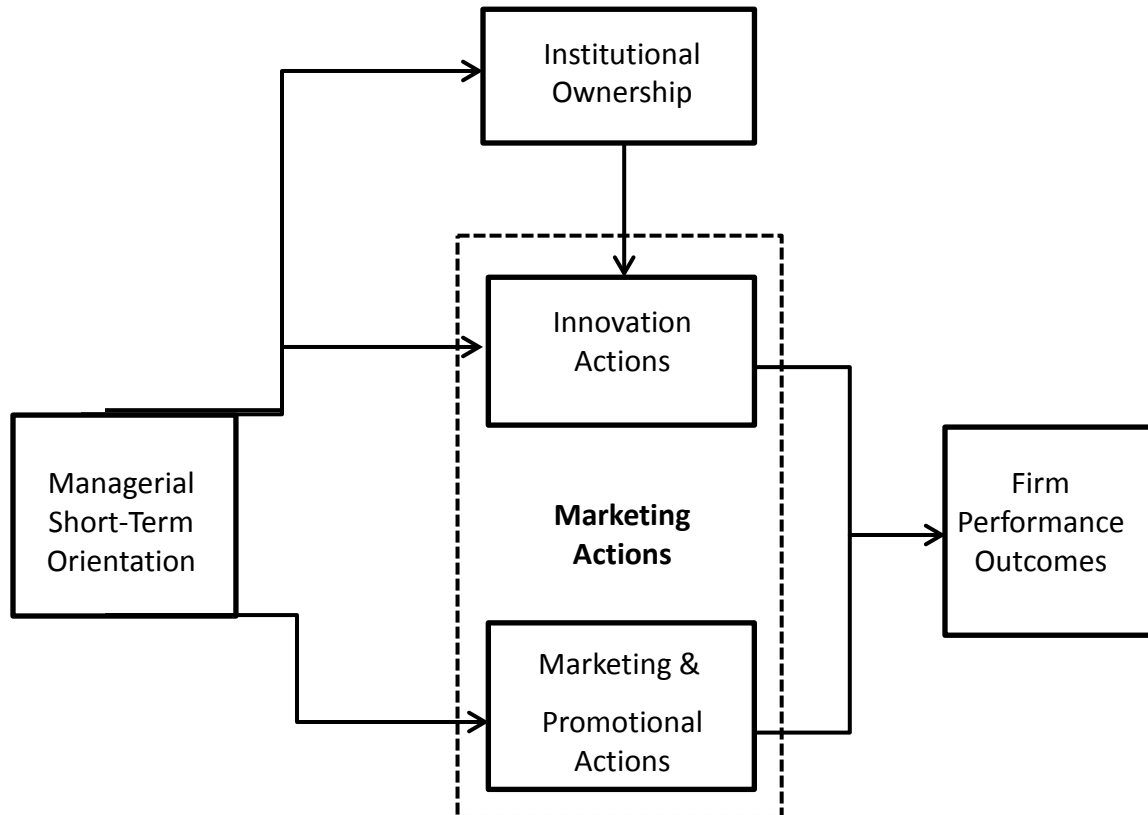 Institutional
Ownership
Innovation
Actions
Managerial
Short-Term
Orientation
Marketing
Actions
Firm
Performance
Outcomes
Marketing &
Promotional
Actions